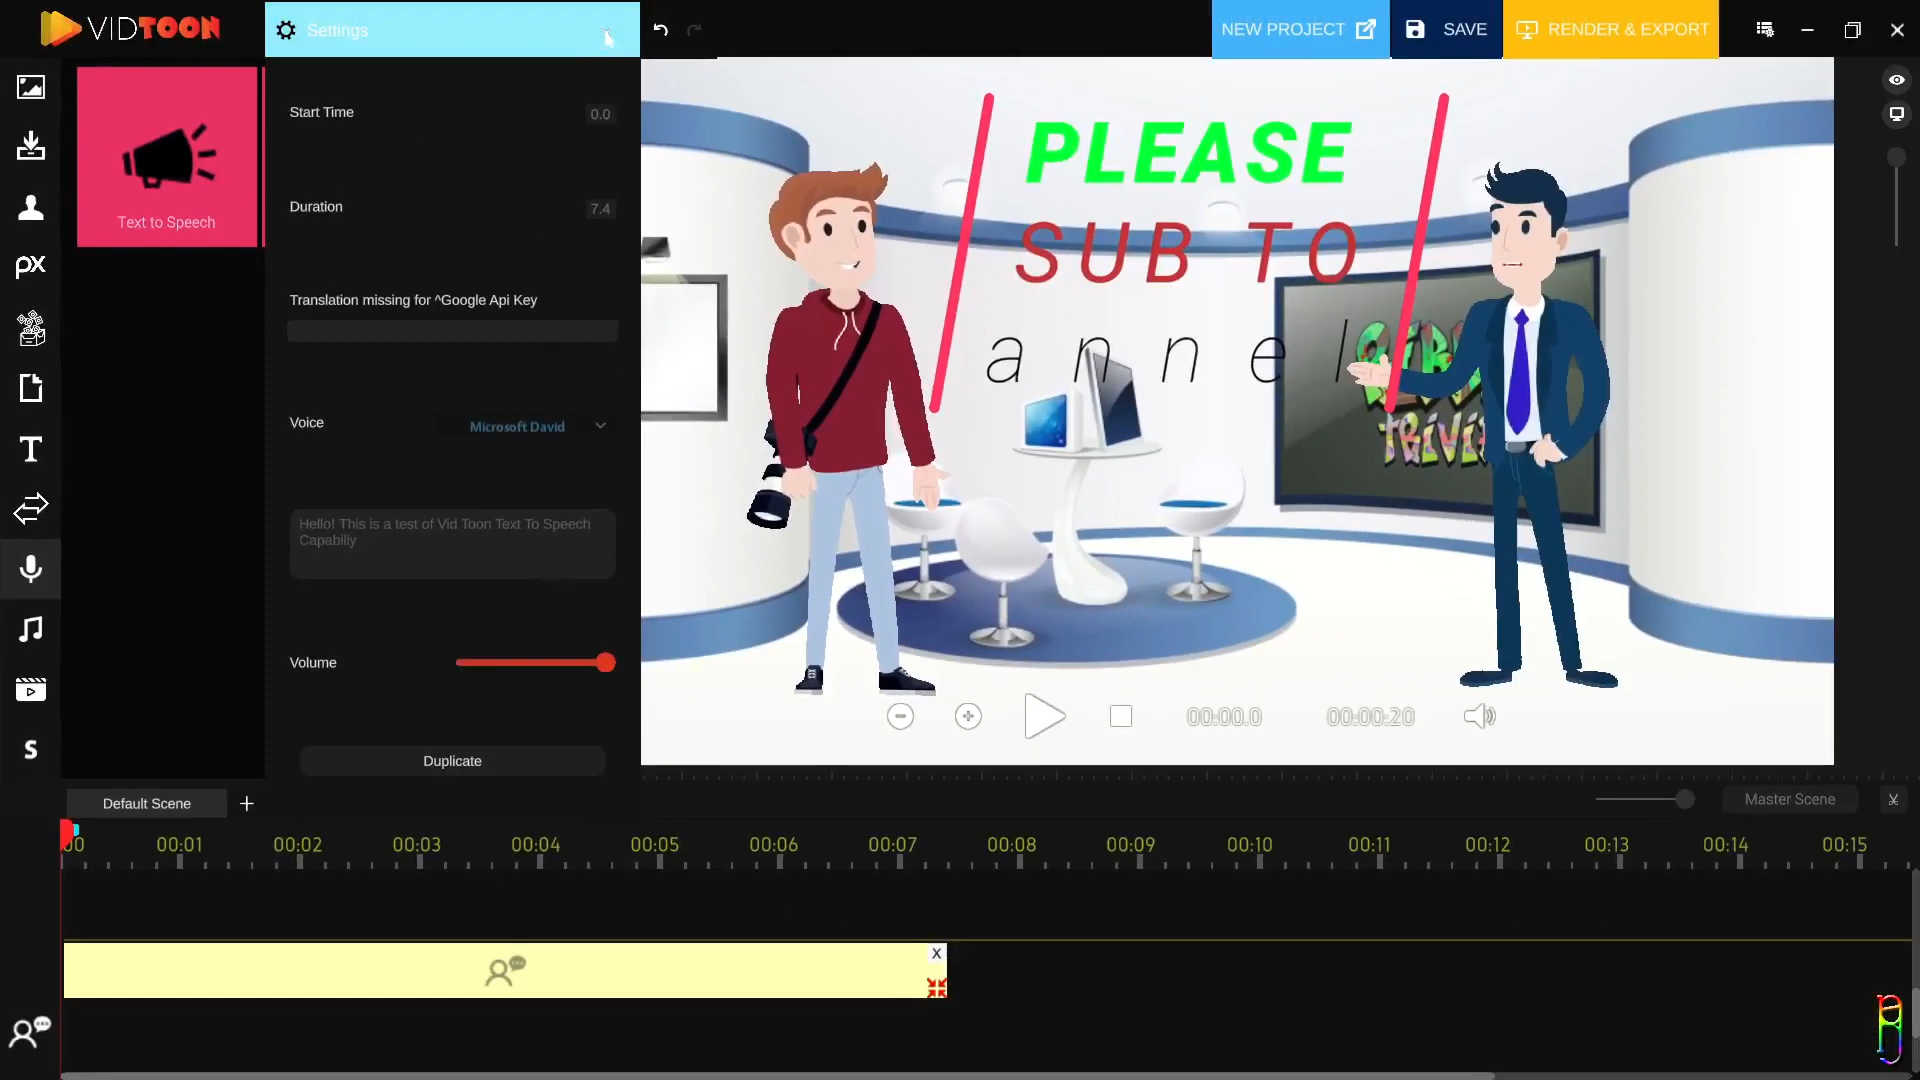 VIDTOON
Settings
NEW PROJECT
SAVE
RENDER & EXPORT
Text to Speech
Start Time
0.0
Duration
7.4
Translation missing for ^Google Api Key
Voice
Microsoft David
Hello! This is a test of Vid Toon Text To Speech
Capabiliy
Volume
Duplicate
px
T
S
PLEASE
SUB TO
annel
00:00.0
00:00:20
Default Scene
+
Master Scene
00
00:01
00:02
00:03
00:04
00:05
00:06
00:07
00:08
00:09
00:10
00:11
00:12
00:13
00:14
00:15
X